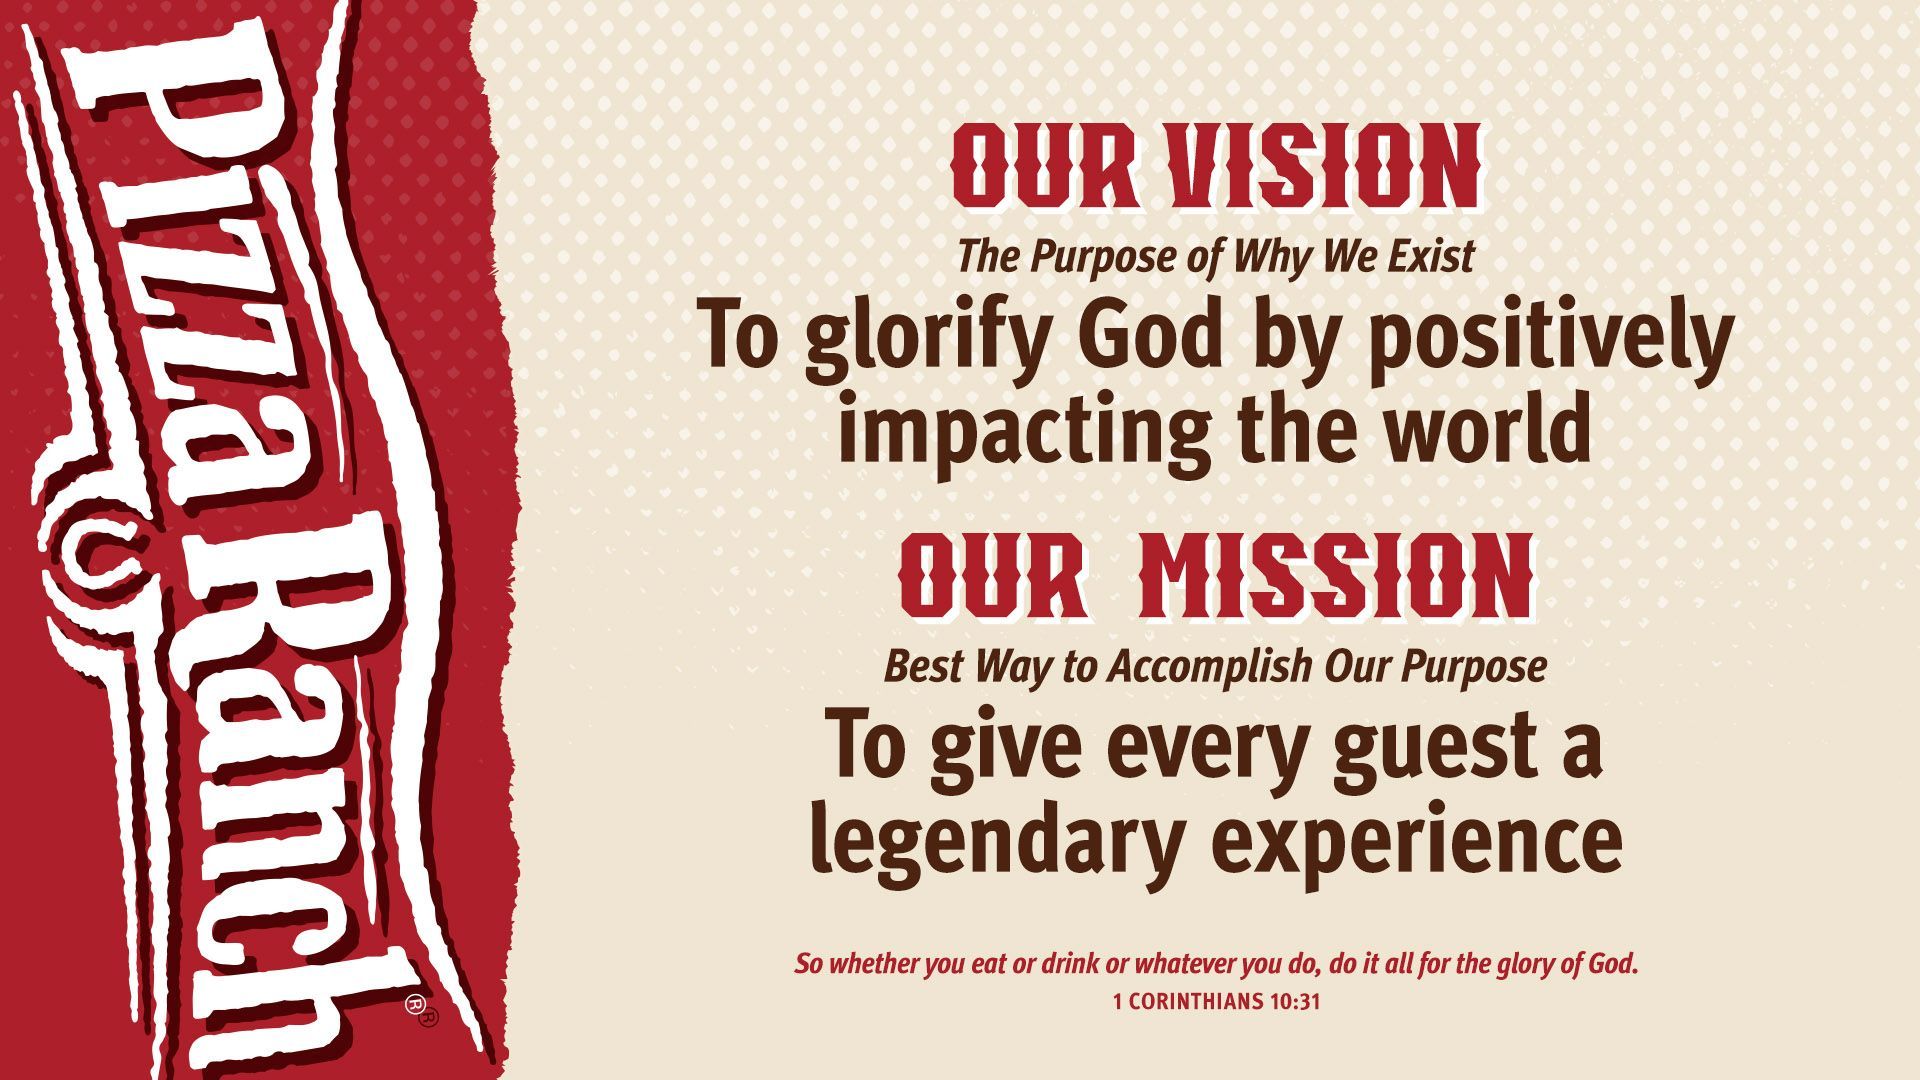 Pizza Ranch®
OUR VISION
The Purpose of Why We Exist
To glorify God by positively
impacting the world
OUR MISSION
Best Way to Accomplish Our Purpose
To give every guest a
legendary experience
So whether you eat or drink or whatever you do, do it all for the glory of God.
1 CORINTHIANS 10:31